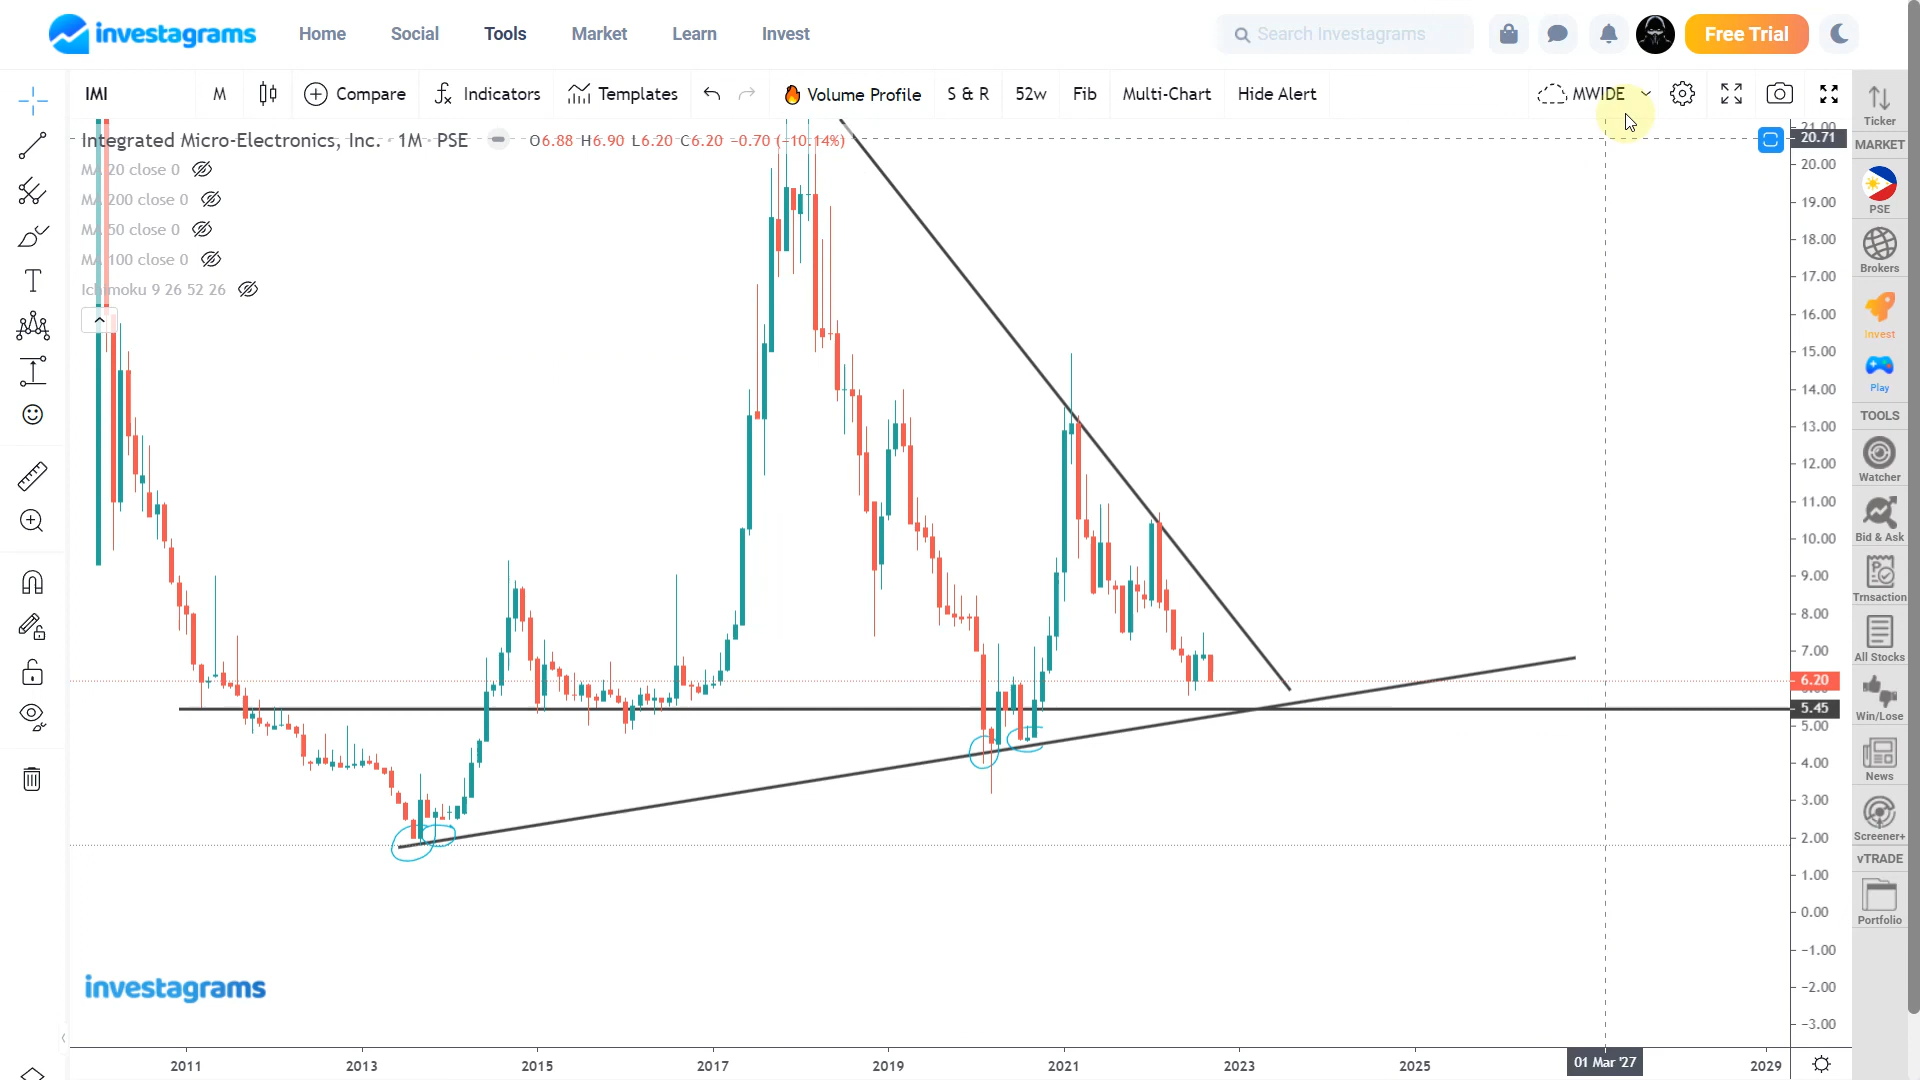 investagrams
Home
Social
Tools
Market
Learn
Invest
Search Investagrams
Free Trial
IMI
M
Compare
Indicators
Templates
Volume Profile
S & R
52w
Fib
Multi-Chart
Hide Alert
MWIDE
Integrated Micro-Electronics, Inc. · 1M · PSE
O6.88 H6.90 L6.20 C6.20 −0.70 (−10.14%)
MA 20 close 0
MA 200 close 0
MA 50 close 0
MA 100 close 0
Ichimoku 9 26 52 26
21.00
20.71
20.00
19.00
18.00
17.00
16.00
15.00
14.00
13.00
12.00
11.00
10.00
9.00
8.00
7.00
6.20
5.45
5.00
4.00
3.00
2.00
1.00
0.00
−1.00
−2.00
−3.00
investagrams
2011
2013
2015
2017
2019
2021
2023
2025
01 Mar '27
2029
Ticker
MARKET
PSE
Brokers
Invest
Play
TOOLS
Watcher
Bid & Ask
Trnsaction
All Stocks
Win/Lose
News
Screener+
vTRADE
Portfolio